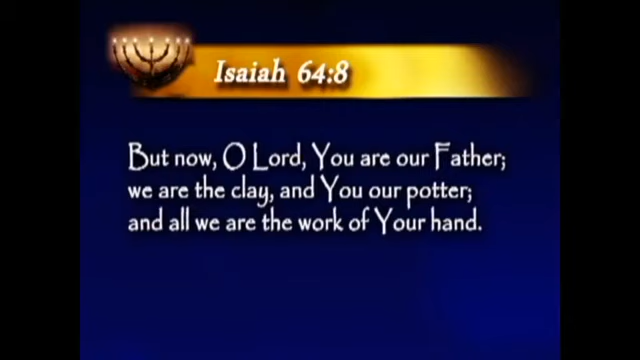 Isaiah 64:8
But now, O Lord, You are our Father;
we are the clay, and You our potter;
and all we are the work of Your hand.